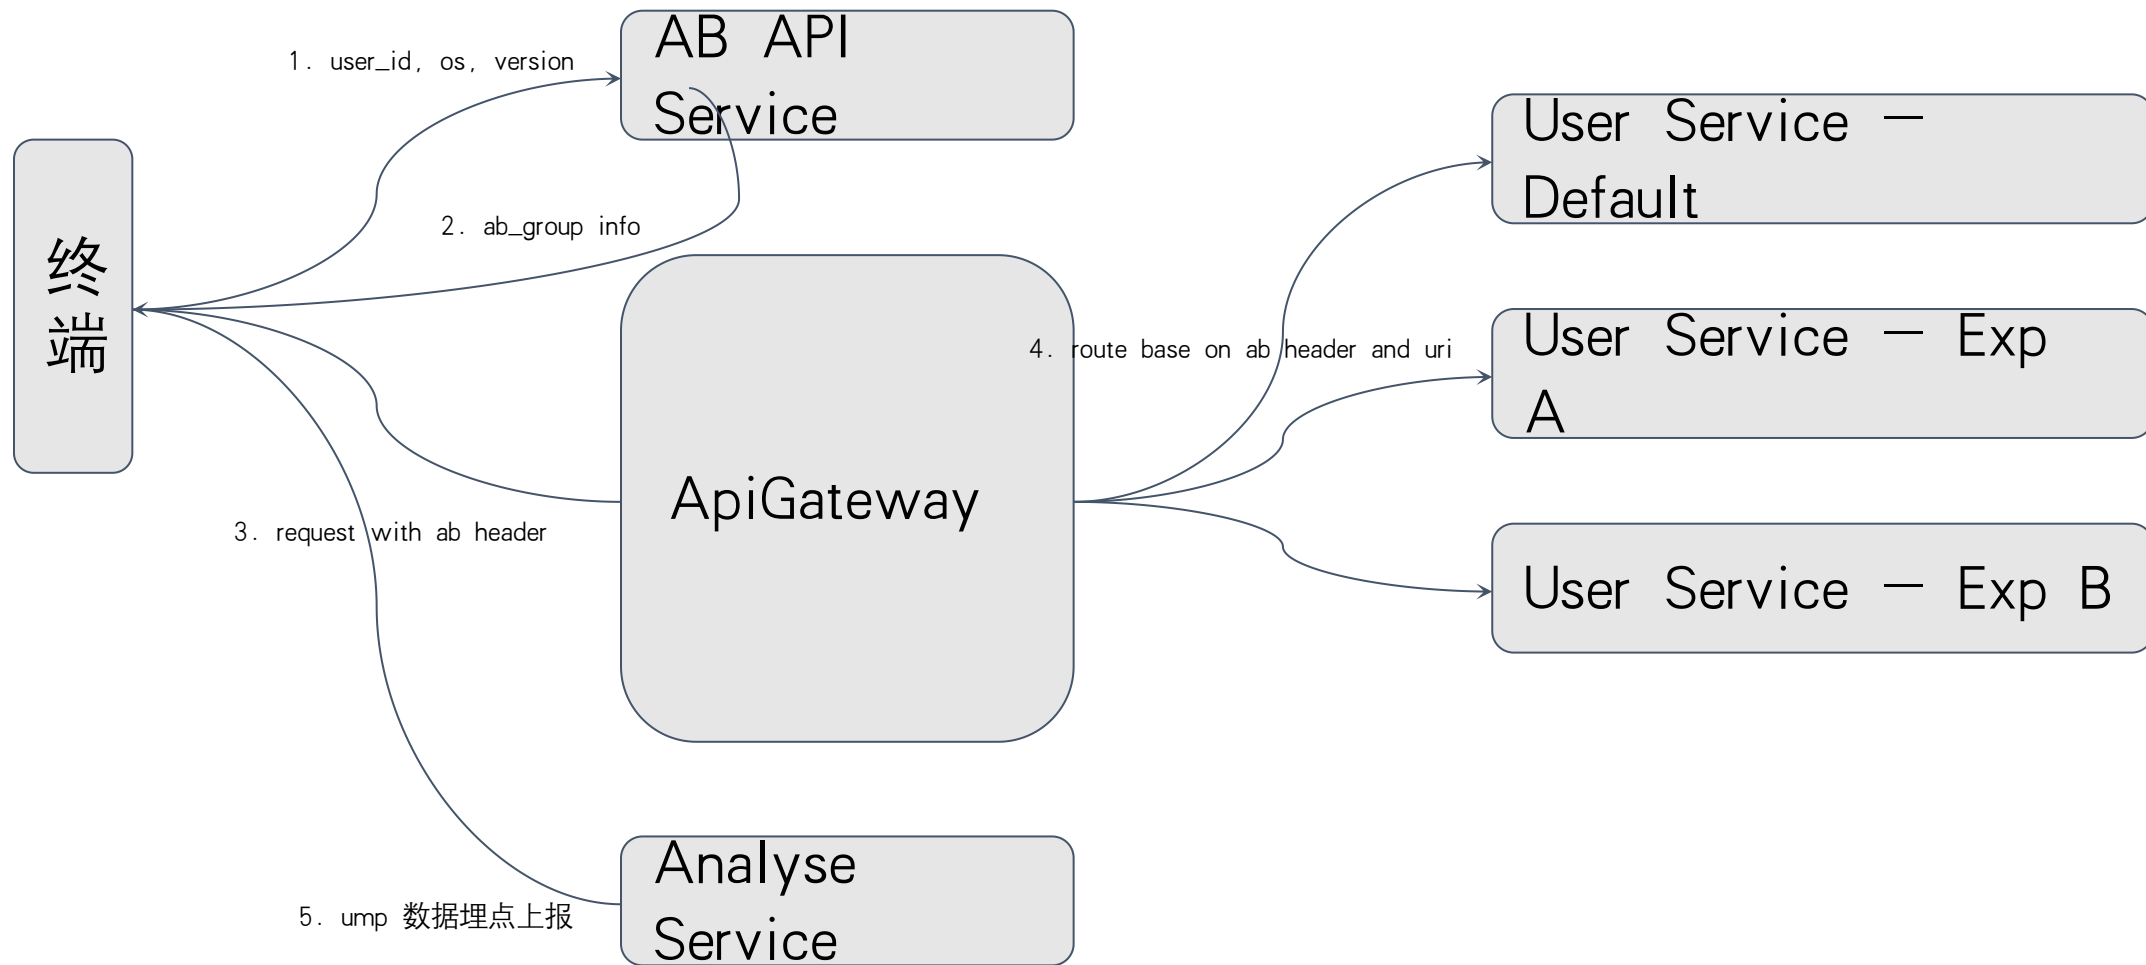 AB API
Service
1. user_id, os, version
2. ab_group info
终
端
ApiGateway
3. request with ab header
4. route base on ab header and uri
User Service -
Default
User Service - Exp
A
User Service - Exp B
Analyse
Service
5. ump 数据埋点上报